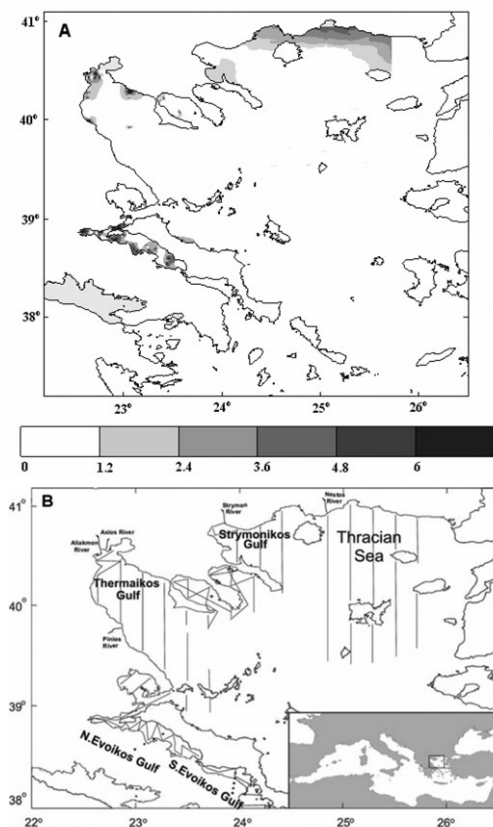 41°
A
40°
39°
38°
23° 24° 25° 26°
0 1.2 2.4 3.6 4.8 6
B
41°
Strymon
River
Nestos
River
Axios River
Aliakmon
River
Strymonikos
Gulf
Thracian
Sea
Thermaikos
Gulf
40°
Pinios
River
39°
N.Evoikos Gulf
S.Evoikos Gulf
38°
22° 23° 24° 25° 26°